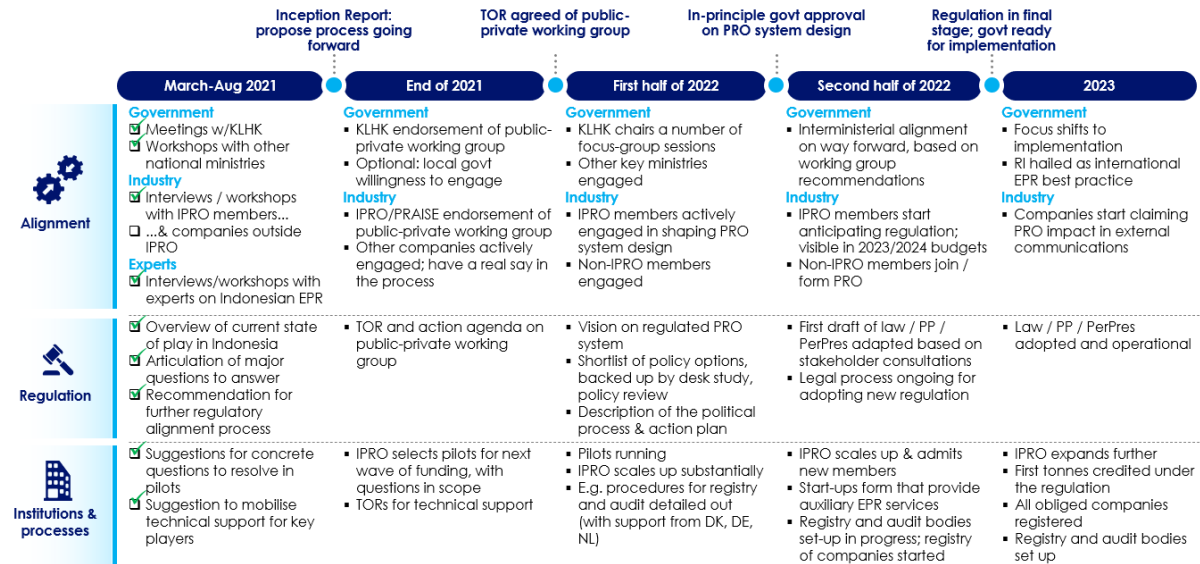 Inception Report:
propose process going
forward
TOR agreed of public-
private working group
In-principle govt approval
on PRO system design
Regulation in final
stage; govt ready
for implementation
March-Aug 2021
End of 2021
First half of 2022
Second half of 2022
2023
Alignment
Government
Meetings w/KLHK
Workshops with other
national ministries
Industry
Interviews / workshops
with IPRO members...
...& companies outside
IPRO
Experts
Interviews/workshops with
experts on Indonesian EPR
Government
▪ KLHK endorsement of public-
private working group
▪ Optional: local govt
willingness to engage
Industry
▪ IPRO/PRAISE endorsement of
public-private working group
▪ Other companies actively
engaged; have a real say in
the process
Government
▪ KLHK chairs a number of
focus-group sessions
▪ Other key ministries
engaged
Industry
▪ IPRO members actively
engaged in shaping PRO
system design
▪ Non-IPRO members
engaged
Government
▪ Interministerial alignment
on way forward, based on
working group
recommendations
Industry
▪ IPRO members start
anticipating regulation;
visible in 2023/2024 budgets
▪ Non-IPRO members join /
form PRO
Government
▪ Focus shifts to
implementation
▪ RI hailed as international
EPR best practice
Industry
▪ Companies start claiming
PRO impact in external
communications
Regulation
Overview of current state
of play in Indonesia
Articulation of major
questions to answer
Recommendation for
further regulatory
alignment process
▪ TOR and action agenda on
public-private working
group
▪ Vision on regulated PRO
system
▪ Shortlist of policy options,
backed up by desk study,
policy review
▪ Description of the political
process & action plan
▪ First draft of law / PP /
PerPres adapted based on
stakeholder consultations
▪ Legal process ongoing for
adopting new regulation
▪ Law / PP / PerPres
adopted and operational
Institutions &
processes
Suggestions for concrete
questions to resolve in
pilots
Suggestion to mobilise
technical support for key
players
▪ IPRO selects pilots for next
wave of funding, with
questions in scope
▪ TORs for technical support
▪ Pilots running
▪ IPRO scales up substantially
▪ E.g. procedures for registry
and audit detailed out
(with support from DK, DE,
NL)
▪ IPRO scales up & admits
new members
▪ Start-ups form that provide
auxiliary EPR services
▪ Registry and audit bodies
set-up in progress; registry
of companies started
▪ IPRO expands further
▪ First tonnes credited under
the regulation
▪ All obliged companies
registered
▪ Registry and audit bodies
set up